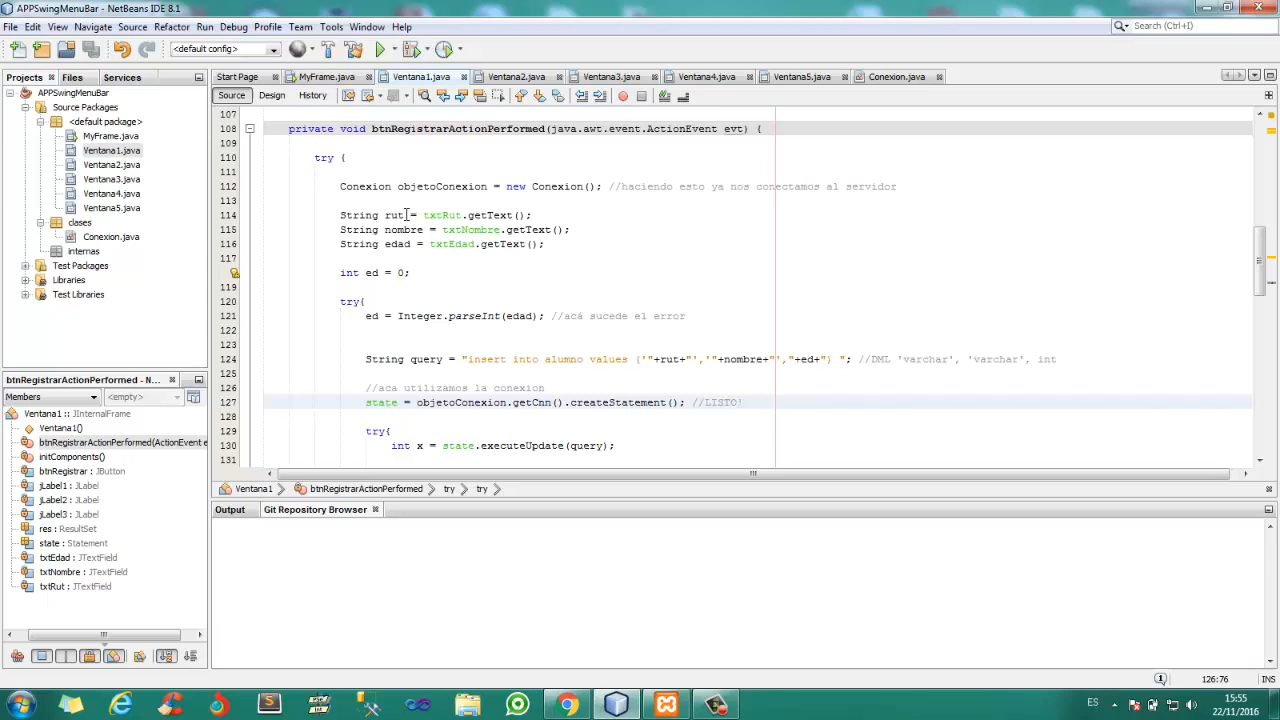 APPSwingMenuBar - NetBeans IDE 8.1
File Edit View Navigate Source Refactor Run Debug Profile Team Tools Window Help
Search (Ctrl+I)
<default config>
Projects Files Services
Start Page MyFrame.java Ventana1.java Ventana2.java Ventana3.java Ventana4.java Ventana5.java Conexion.java
Source Design History
APPSwingMenuBar
Source Packages
<default package>
MyFrame.java
Ventana1.java
Ventana2.java
Ventana3.java
Ventana4.java
Ventana5.java
clases
Conexion.java
internas
Test Packages
Libraries
Test Libraries
107
108 private void btnRegistrarActionPerformed(java.awt.event.ActionEvent evt) {
109
110 try {
111
112 Conexion objetoConexion = new Conexion(); //haciendo esto ya nos conectamos al servidor
113
114 String rut = txtRut.getText();
115 String nombre = txtNombre.getText();
116 String edad = txtEdad.getText();
117
int ed = 0;
119
120 try{
121 ed = Integer.parseInt(edad); //acá sucede el error
122
123
124 String query = "insert into alumno values ('"+rut+"','"+nombre+"',"+ed+") "; //DML 'varchar', 'varchar', int
125
126 //aca utilizamos la conexion
127 state = objetoConexion.getCnn().createStatement(); //LISTO!
128
129 try{
130 int x = state.executeUpdate(query);
131
btnRegistrarActionPerformed - N...
Members <empty>
Ventana1 :: JInternalFrame
Ventana1()
btnRegistrarActionPerformed(ActionEvent e
initComponents()
btnRegistrar : JButton
jLabel1 : JLabel
jLabel2 : JLabel
jLabel3 : JLabel
res : ResultSet
state : Statement
txtEdad : JTextField
txtNombre : JTextField
txtRut : JTextField
Ventana1 btnRegistrarActionPerformed try try
Output Git Repository Browser
1 126:76 INS
ES 15:55
22/11/2016